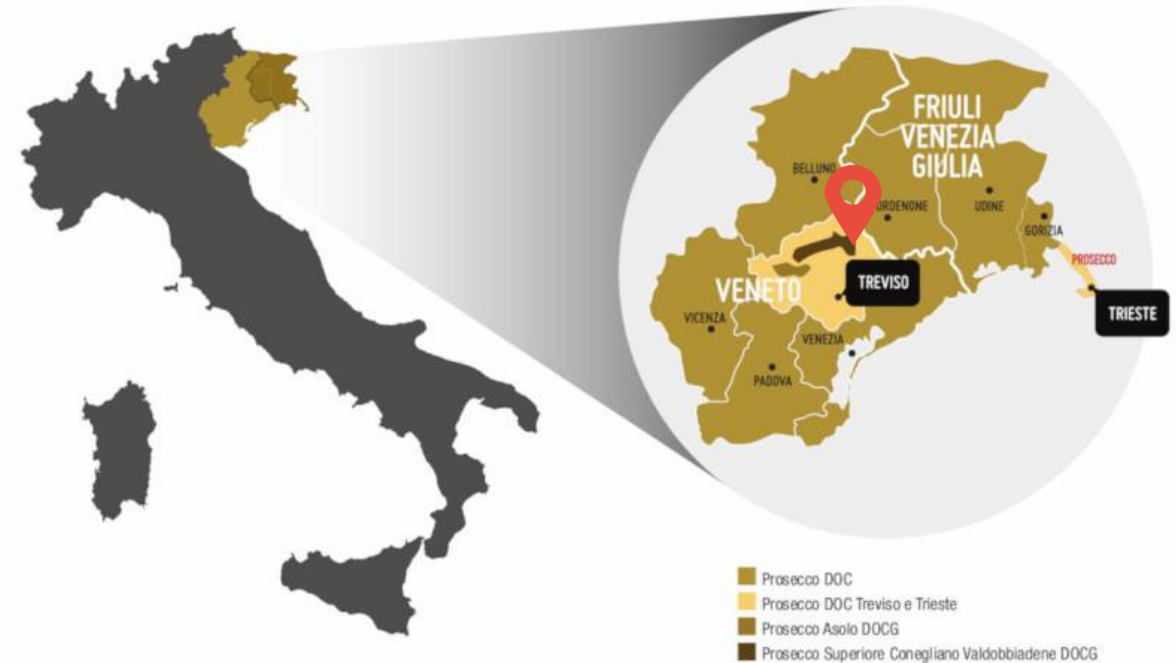 FRIULI
VENEZIA
GIULIA
BELLUNO
ORDENONE
UDINE
GORIZIA
PROSECCO
TREVISO
VENETO
TRIESTE
VICENZA
VENEZIA
PADOVA
Prosecco DOC
Prosecco DOC Treviso e Trieste
Prosecco Asolo DOCG
Prosecco Superiore Conegliano Valdobbiadene DOCG